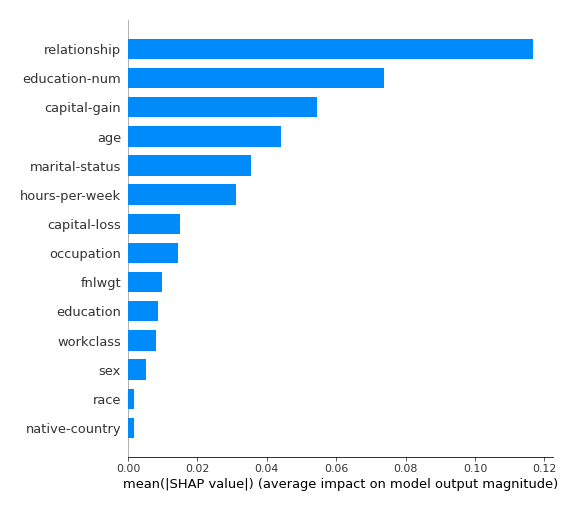 relationship
education-num
capital-gain
age
marital-status
hours-per-week
capital-loss
occupation
fnlwgt
education
workclass
sex
race
native-country
0.00 0.02 0.04 0.06 0.08 0.10 0.12
mean(|SHAP value|) (average impact on model output magnitude)